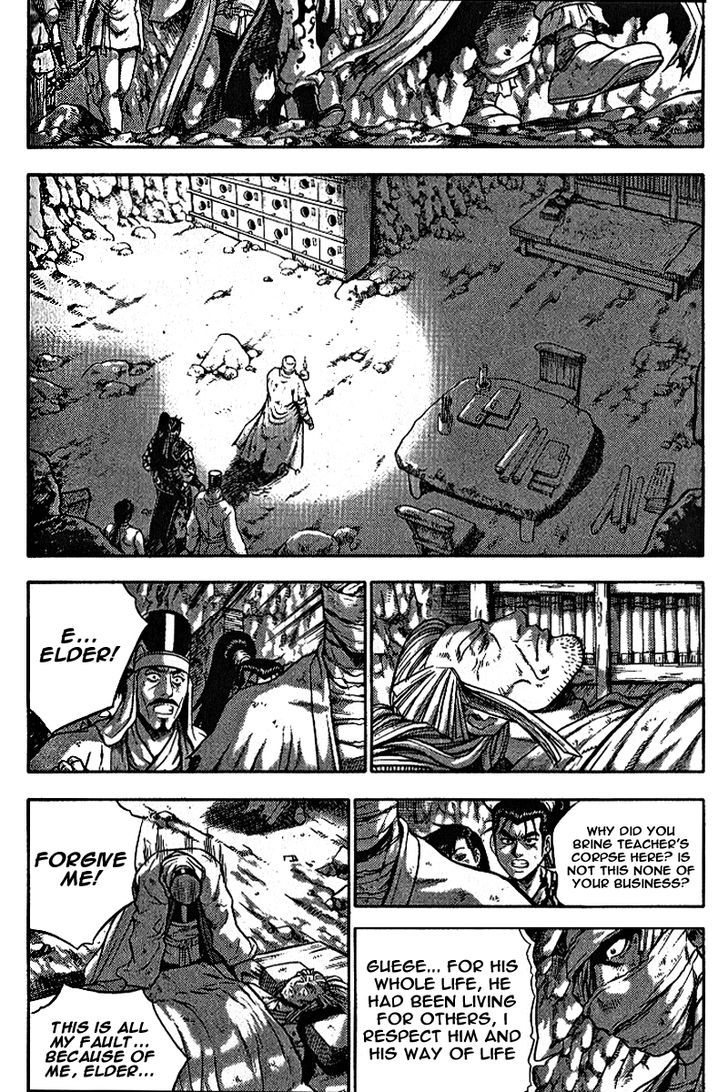 E...
ELDER!
FORGIVE
ME!
THIS IS ALL
MY FAULT...
BECAUSE OF
ME, ELDER...
WHY DID YOU
BRING TEACHER'S
CORPSE HERE? IS
NOT THIS NONE OF
YOUR BUSINESS?
GUEGE... FOR HIS
WHOLE LIFE, HE
HAD BEEN LIVING
FOR OTHERS, I
RESPECT HIM AND
HIS WAY OF LIFE